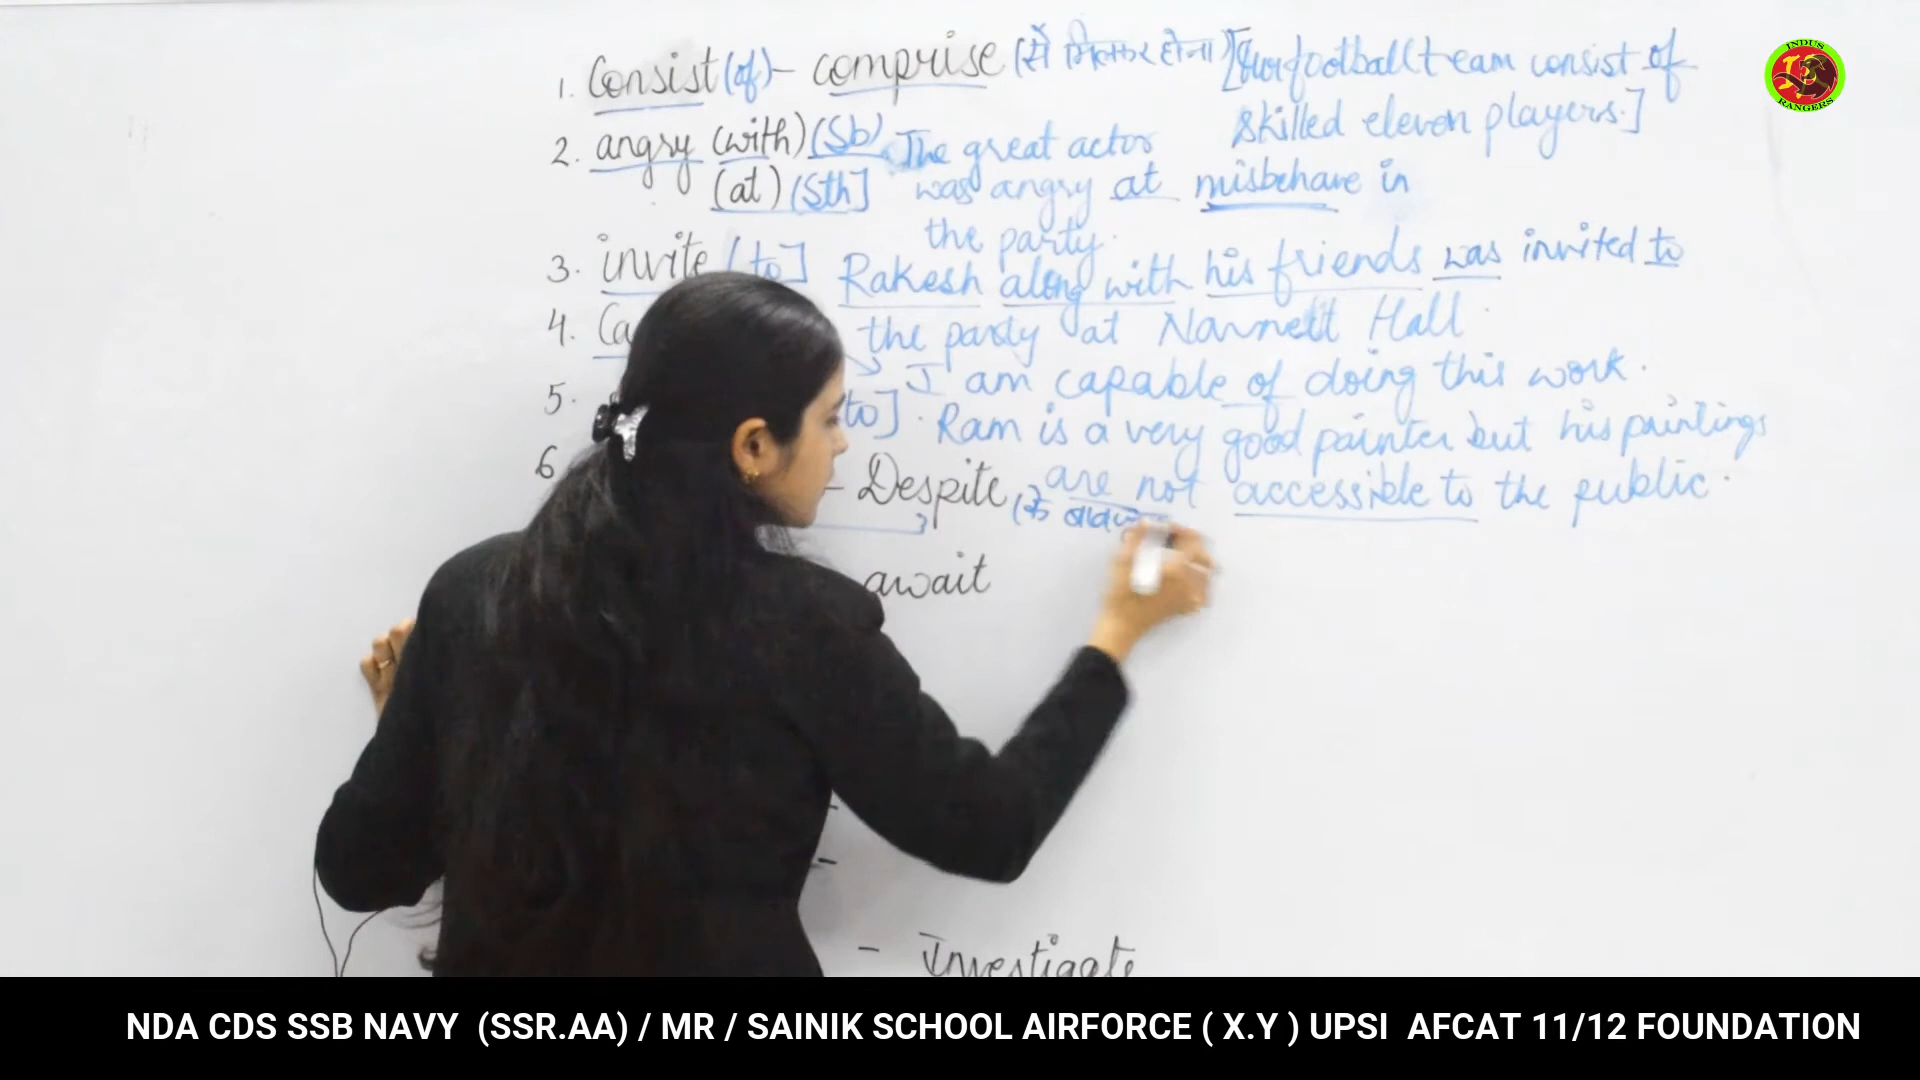 1. Consist (of) - comprise (से मिलकर होना) [Our football team consist of
skilled eleven players.]
2. angry (with) (Sb) The great actor
(at) (Sth] was angry at misbehave in
the party.
3. invite [to] Rakesh along with his friends was invited to
4. Ca the party at Hall.
I am capable of doing this work.
5. to]. Ram is a very good painter but his paintings
are not accessible to the public.
6 - Despite (के
await
-
-
- Investigate
INDUS
RANGERS
NDA CDS SSB NAVY (SSR.AA) / MR / SAINIK SCHOOL AIRFORCE ( X.Y ) UPSI AFCAT 11/12 FOUNDATION